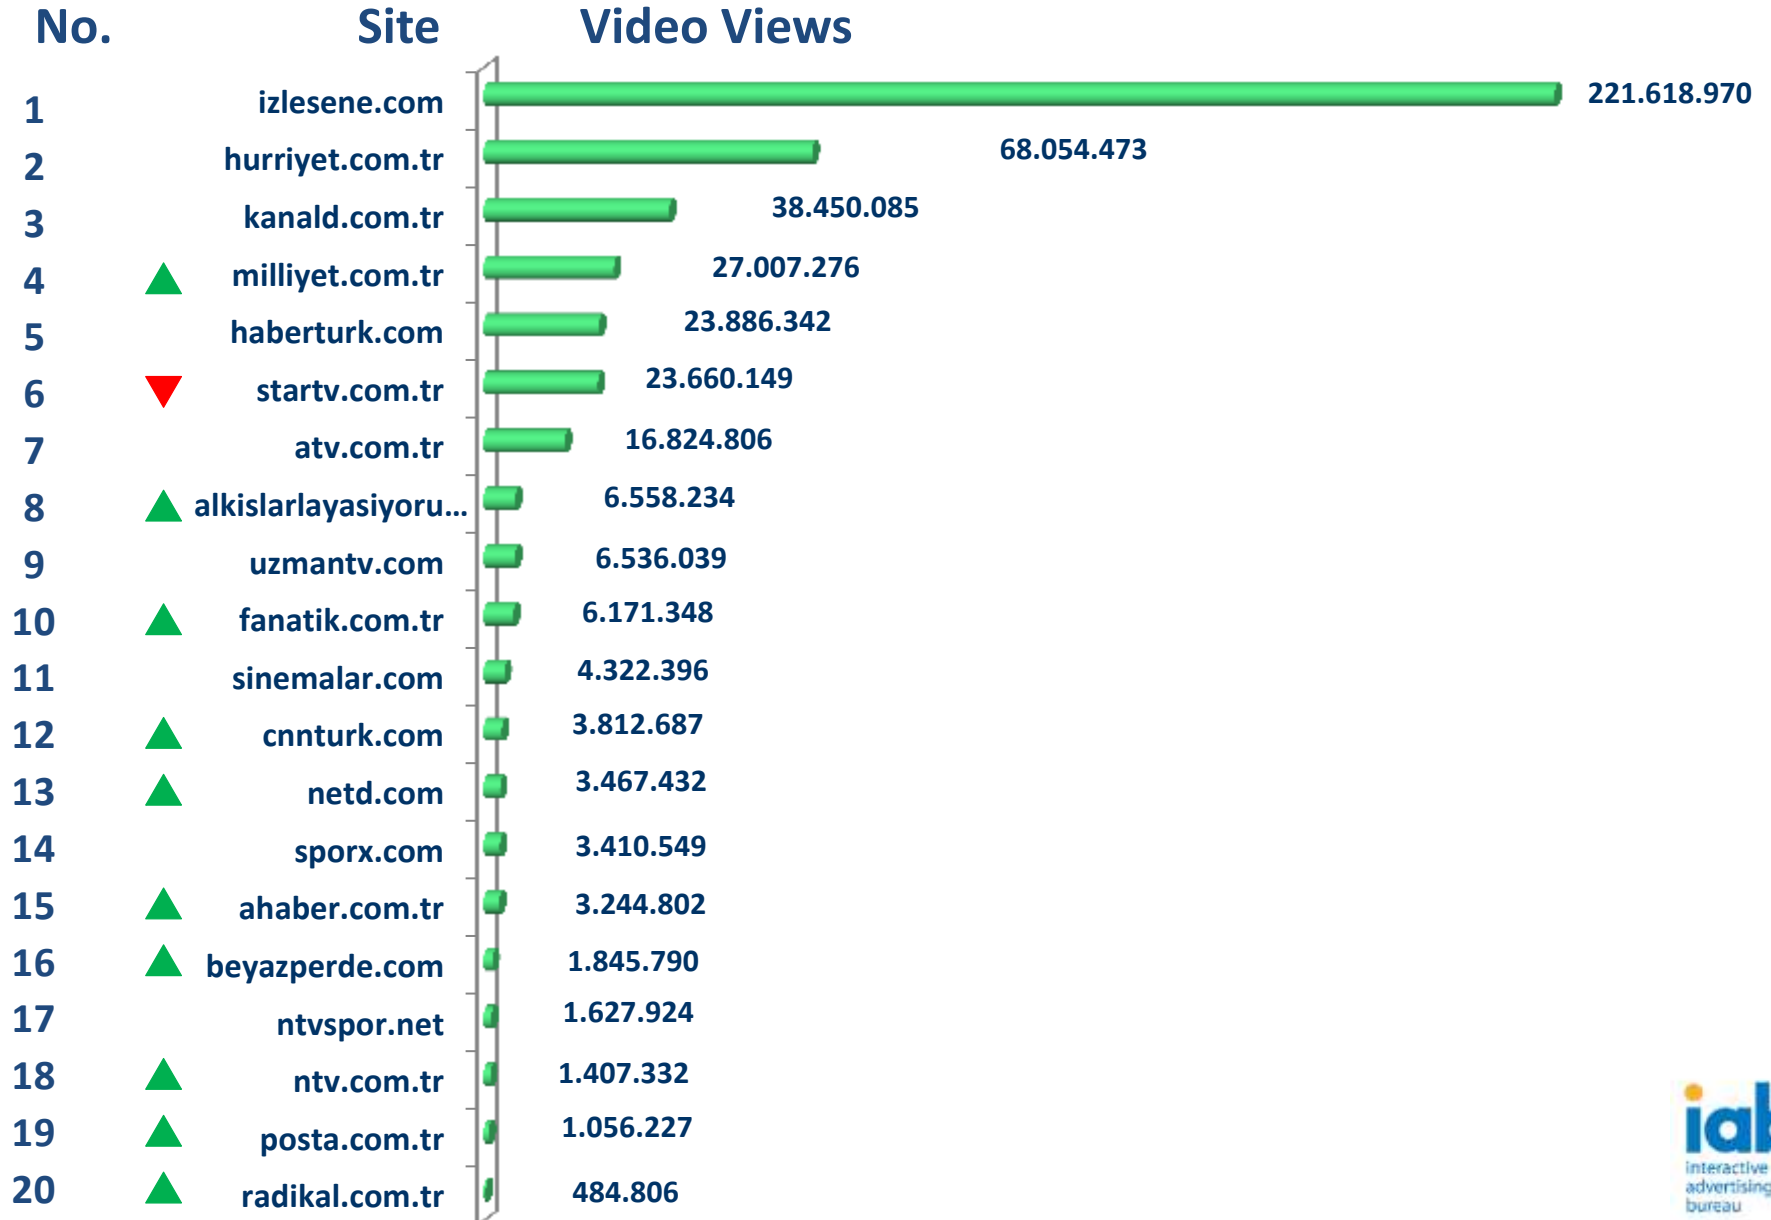 No. Site Video Views
1 izlesene.com 221.618.970
2 hurriyet.com.tr 68.054.473
3 kanald.com.tr 38.450.085
4 milliyet.com.tr 27.007.276
5 haberturk.com 23.886.342
6 startv.com.tr 23.660.149
7 atv.com.tr 16.824.806
8 alkislarlayasiyoru... 6.558.234
9 uzmantv.com 6.536.039
10 fanatik.com.tr 6.171.348
11 sinemalar.com 4.322.396
12 cnnturk.com 3.812.687
13 netd.com 3.467.432
14 sporx.com 3.410.549
15 ahaber.com.tr 3.244.802
16 beyazperde.com 1.845.790
17 ntvspor.net 1.627.924
18 ntv.com.tr 1.407.332
19 posta.com.tr 1.056.227
20 radikal.com.tr 484.806
iab
interactive
advertising
bureau